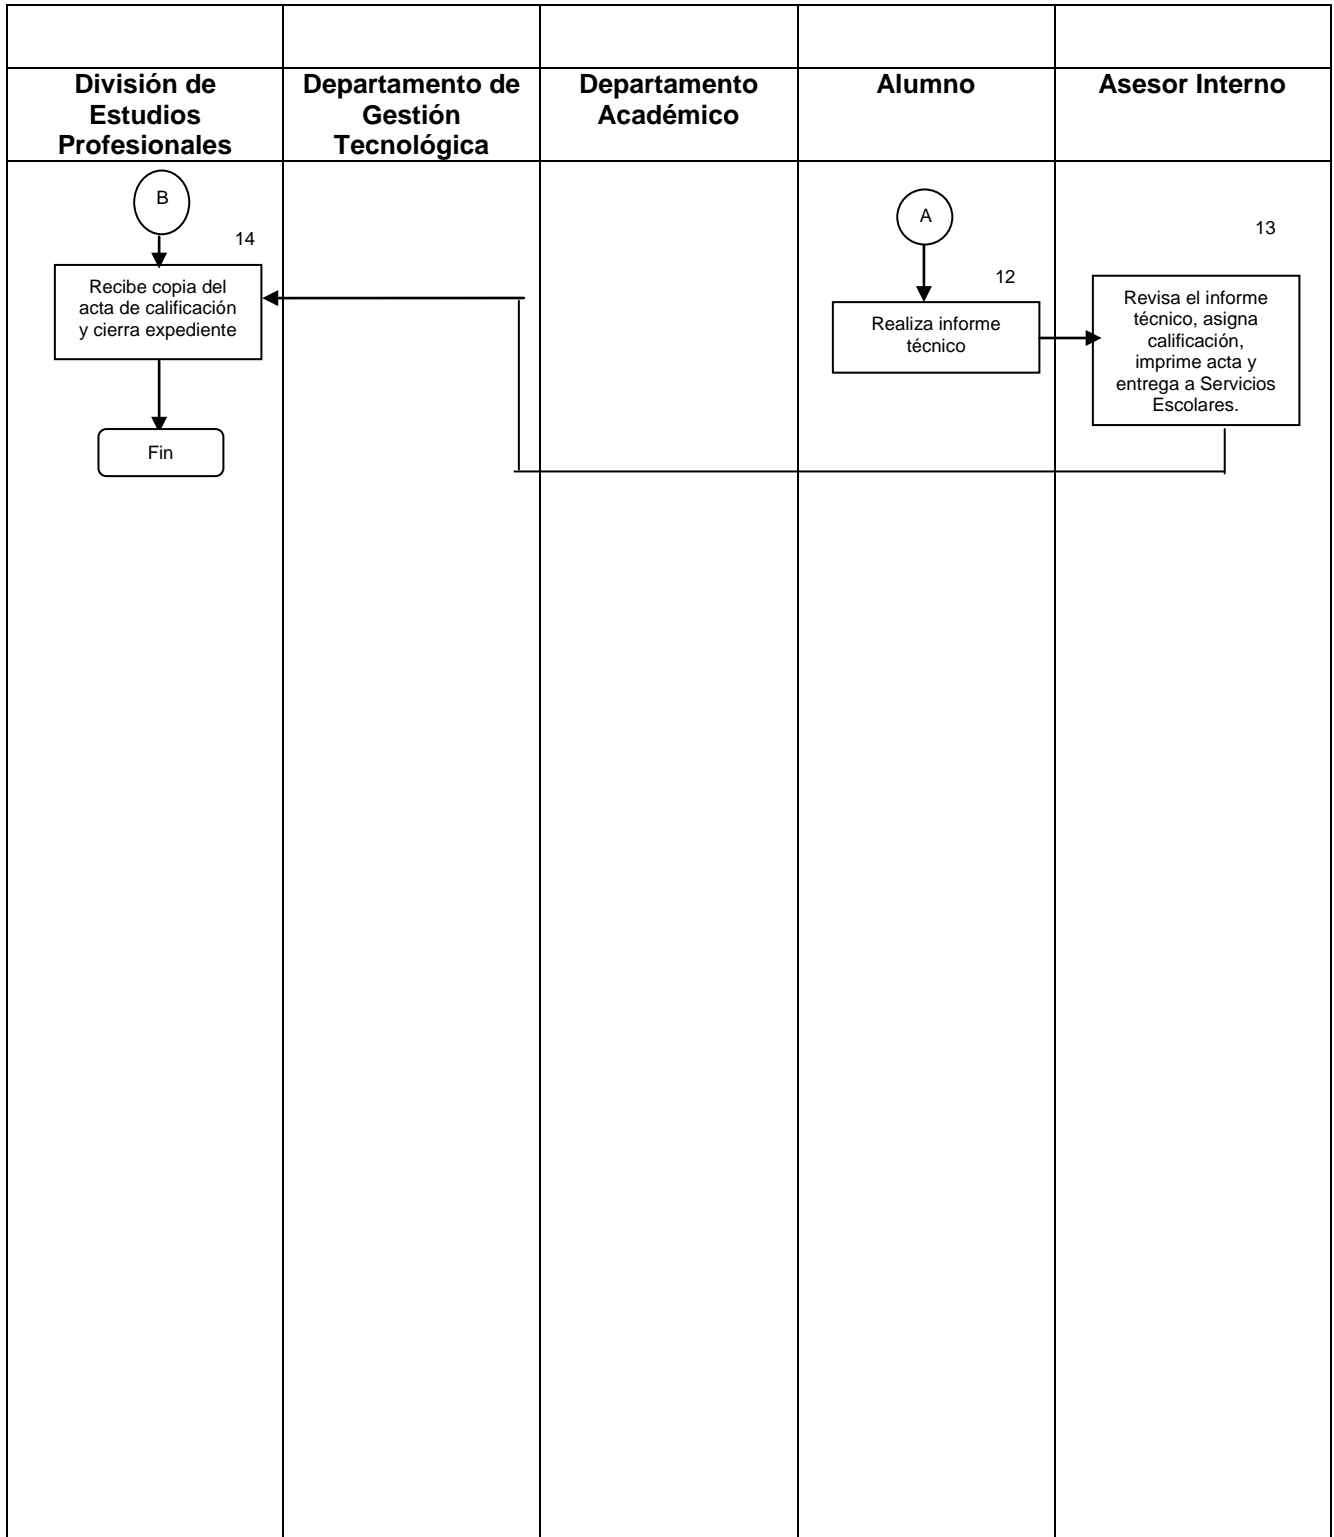 División de
Estudios
Profesionales
Departamento de
Gestión
Tecnológica
Departamento
Académico
Alumno
Asesor Interno
B
14
Recibe copia del
acta de calificación
y cierra expediente
Fin
A
12
Realiza informe
técnico
13
Revisa el informe
técnico, asigna
calificación,
imprime acta y
entrega a Servicios
Escolares.